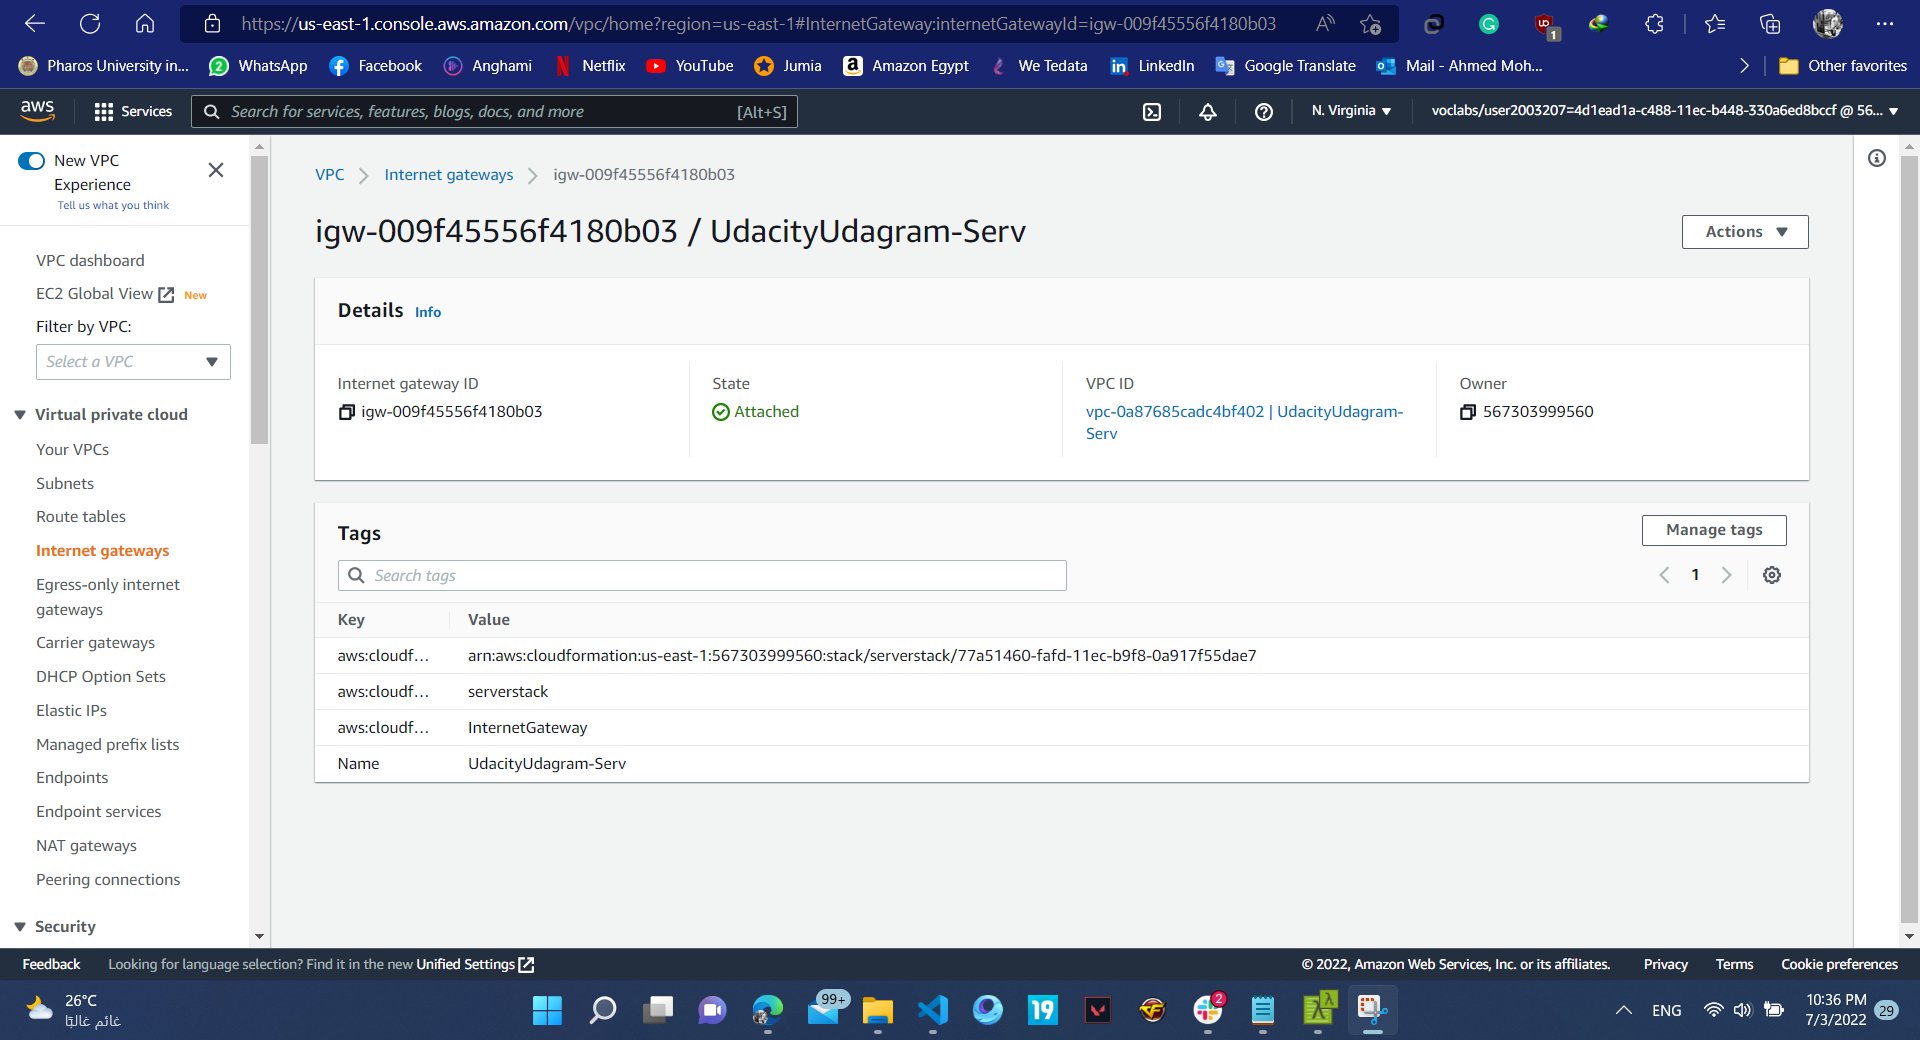 https://us-east-1.console.aws.amazon.com/vpc/home?region=us-east-1#InternetGateway:internetGatewayId=igw-009f45556f4180b03
1
Pharos University in...
2
WhatsApp
Facebook
Anghami
Netflix
YouTube
Jumia
Amazon Egypt
We Tedata
LinkedIn
Google Translate
Mail - Ahmed Moh...
Other favorites
aws
Services
Search for services, features, blogs, docs, and more
[Alt+S]
N. Virginia
voclabs/user2003207=4d1ead1a-c488-11ec-b448-330a6ed8bccf @ 56...
New VPC
Experience
Tell us what you think
VPC dashboard
EC2 Global View
New
Filter by VPC:
Select a VPC
Virtual private cloud
Your VPCs
Subnets
Route tables
Internet gateways
Egress-only internet
gateways
Carrier gateways
DHCP Option Sets
Elastic IPs
Managed prefix lists
Endpoints
Endpoint services
NAT gateways
Peering connections
Security
VPC
Internet gateways
igw-009f45556f4180b03
igw-009f45556f4180b03 / UdacityUdagram-Serv
Actions
Details Info
Internet gateway ID
igw-009f45556f4180b03
State
Attached
VPC ID
vpc-0a87685cadc4bf402 | UdacityUdagram-
Serv
Owner
567303999560
Tags
Manage tags
Search tags
1
Key Value
aws:cloudf... arn:aws:cloudformation:us-east-1:567303999560:stack/serverstack/77a51460-fafd-11ec-b9f8-0a917f55dae7
aws:cloudf... serverstack
aws:cloudf... InternetGateway
Name UdacityUdagram-Serv
Feedback
Looking for language selection? Find it in the new Unified Settings
© 2022, Amazon Web Services, Inc. or its affiliates.
Privacy
Terms
Cookie preferences
26°C
غائم غالبًا
99+
19
2
ENG
10:36 PM
7/3/2022
29